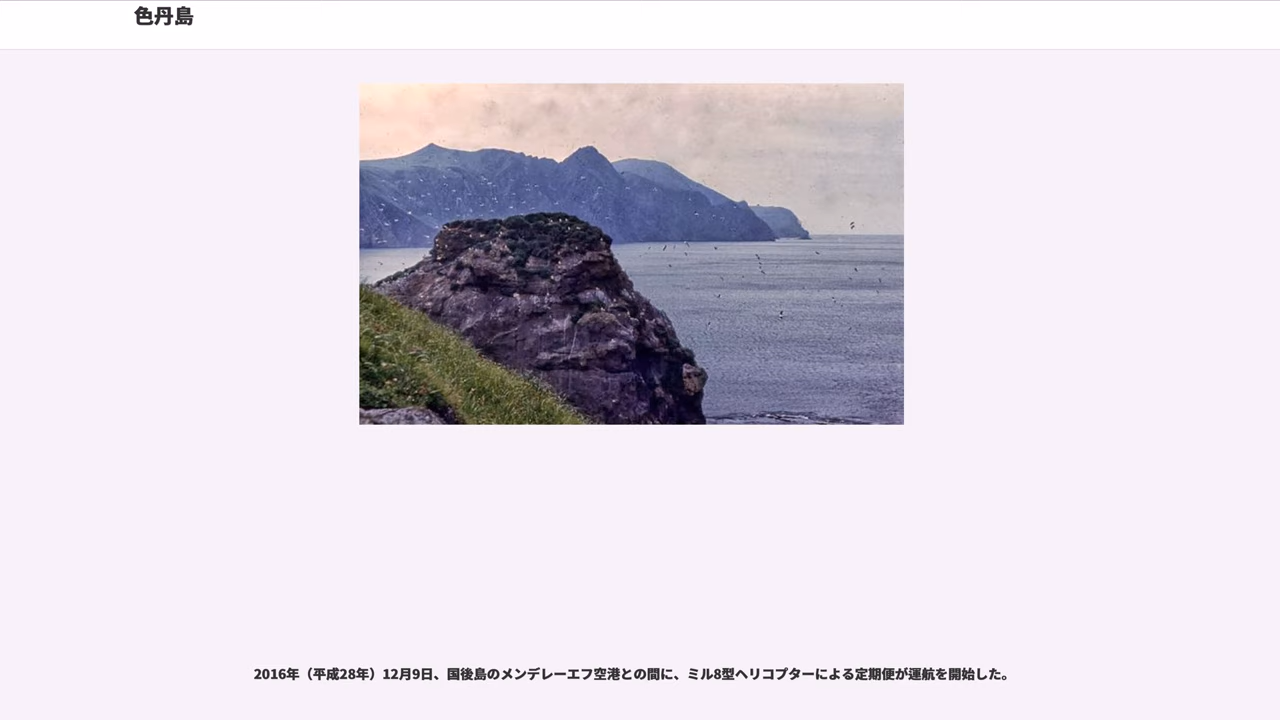 色丹島
2016年（平成28年）12月9日、国後島のメンデレーエフ空港との間に、ミル8型ヘリコプターによる定期便が運航を開始した。